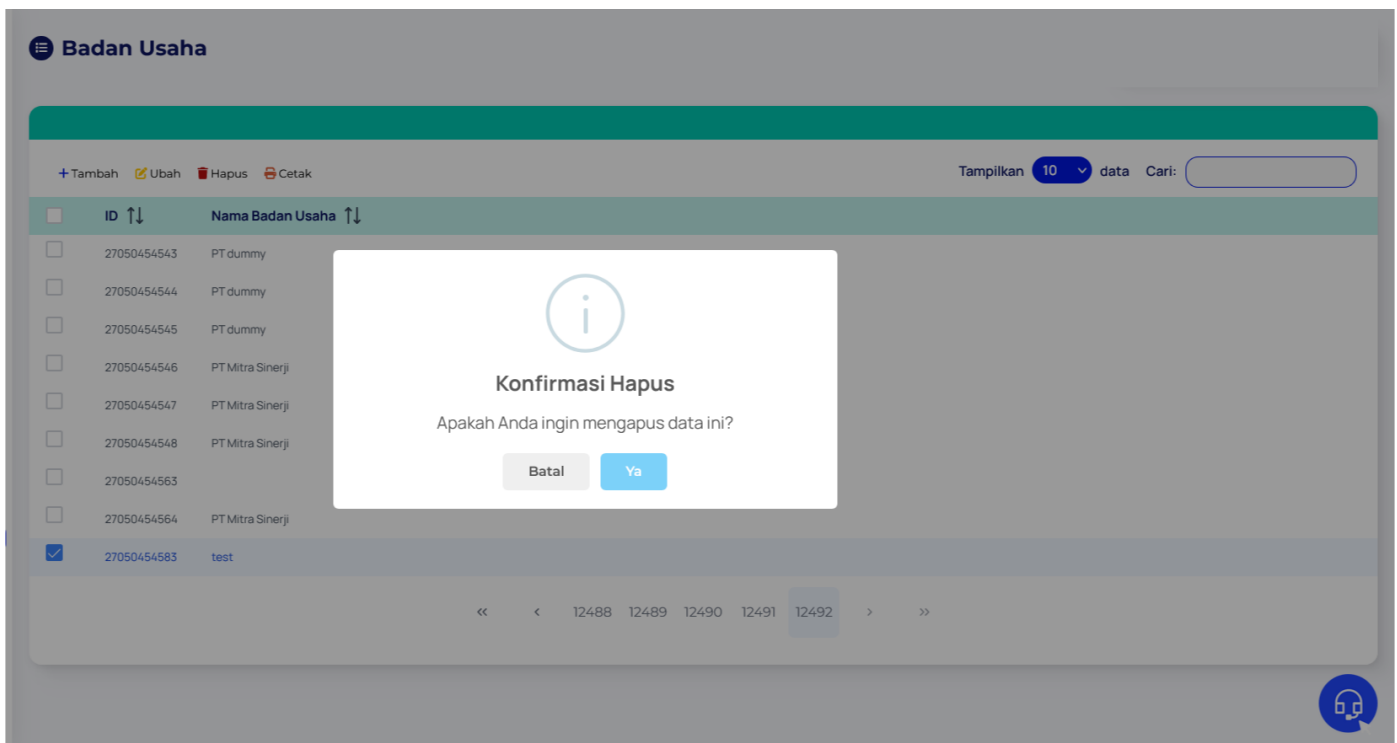 Badan Usaha
+Tambah Ubah Hapus Cetak Tampilkan 10 data Cari:
ID ↑↓ Nama Badan Usaha ↑↓
27050454543 PT dummy
27050454544 PT dummy
27050454545 PT dummy
27050454546 PT Mitra Sinerji
27050454547 PT Mitra Sinerji
27050454548 PT Mitra Sinerji
27050454563
27050454564 PT Mitra Sinerji
27050454583 test
Konfirmasi Hapus
Apakah Anda ingin mengapus data ini?
Batal Ya
« ‹ 12488 12489 12490 12491 12492 › »